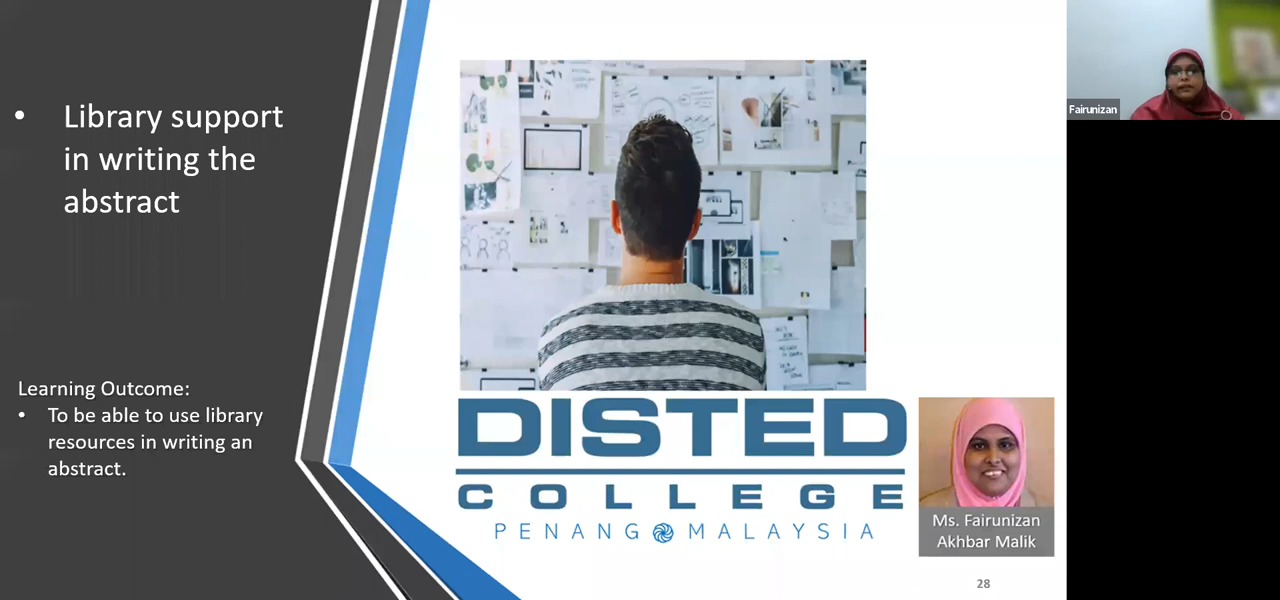 • Library support
in writing the
abstract
Learning Outcome:
• To be able to use library
resources in writing an
abstract.
DISTED
COLLEGE
PENANG MALAYSIA
Ms. Fairunizan
Akhbar Malik
28
Fairunizan